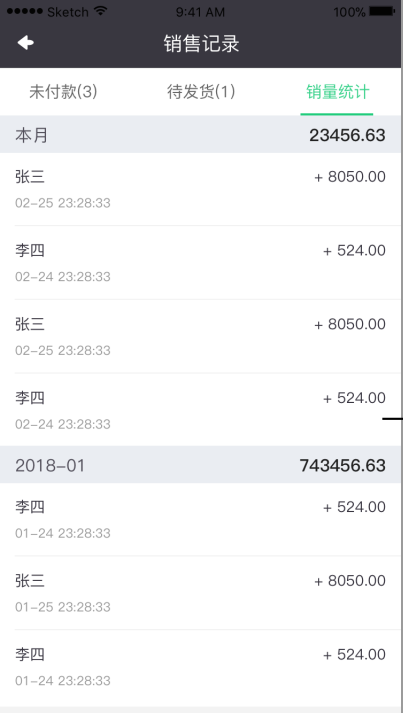 Sketch 9:41 AM 100%
销售记录
未付款(3) 待发货(1) 销量统计
本月 23456.63
张三 + 8050.00
02-25 23:28:33
李四 + 524.00
02-24 23:28:33
张三 + 8050.00
02-25 23:28:33
李四 + 524.00
02-24 23:28:33
2018-01 743456.63
李四 + 524.00
01-24 23:28:33
张三 + 8050.00
01-25 23:28:33
李四 + 524.00
01-24 23:28:33